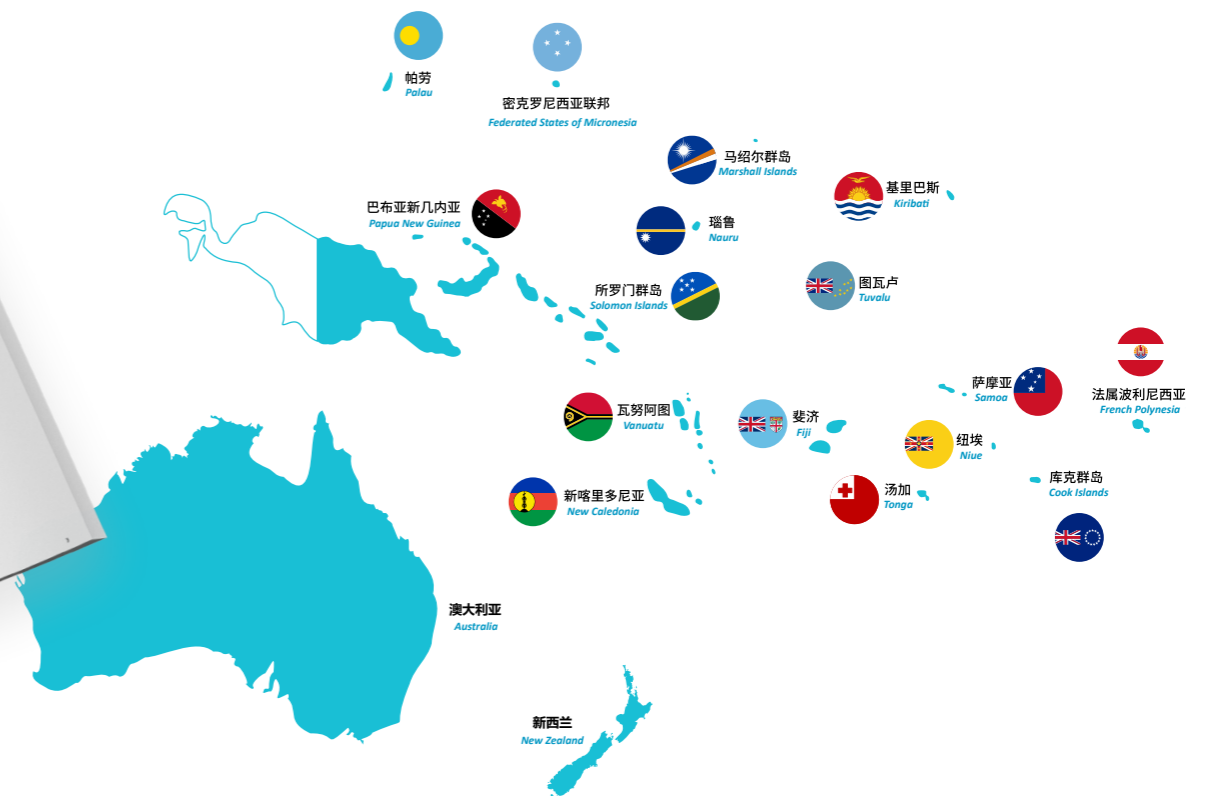 帕劳
Palau
密克罗尼西亚联邦
Federated States of Micronesia
马绍尔群岛
Marshall Islands
基里巴斯
Kiribati
巴布亚新几内亚
Papua New Guinea
瑙鲁
Nauru
所罗门群岛
Solomon Islands
图瓦卢
Tuvalu
萨摩亚
Samoa
法属波利尼西亚
French Polynesia
瓦努阿图
Vanuatu
斐济
Fiji
纽埃
Niue
新喀里多尼亚
New Caledonia
汤加
Tonga
库克群岛
Cook Islands
澳大利亚
Australia
新西兰
New Zealand